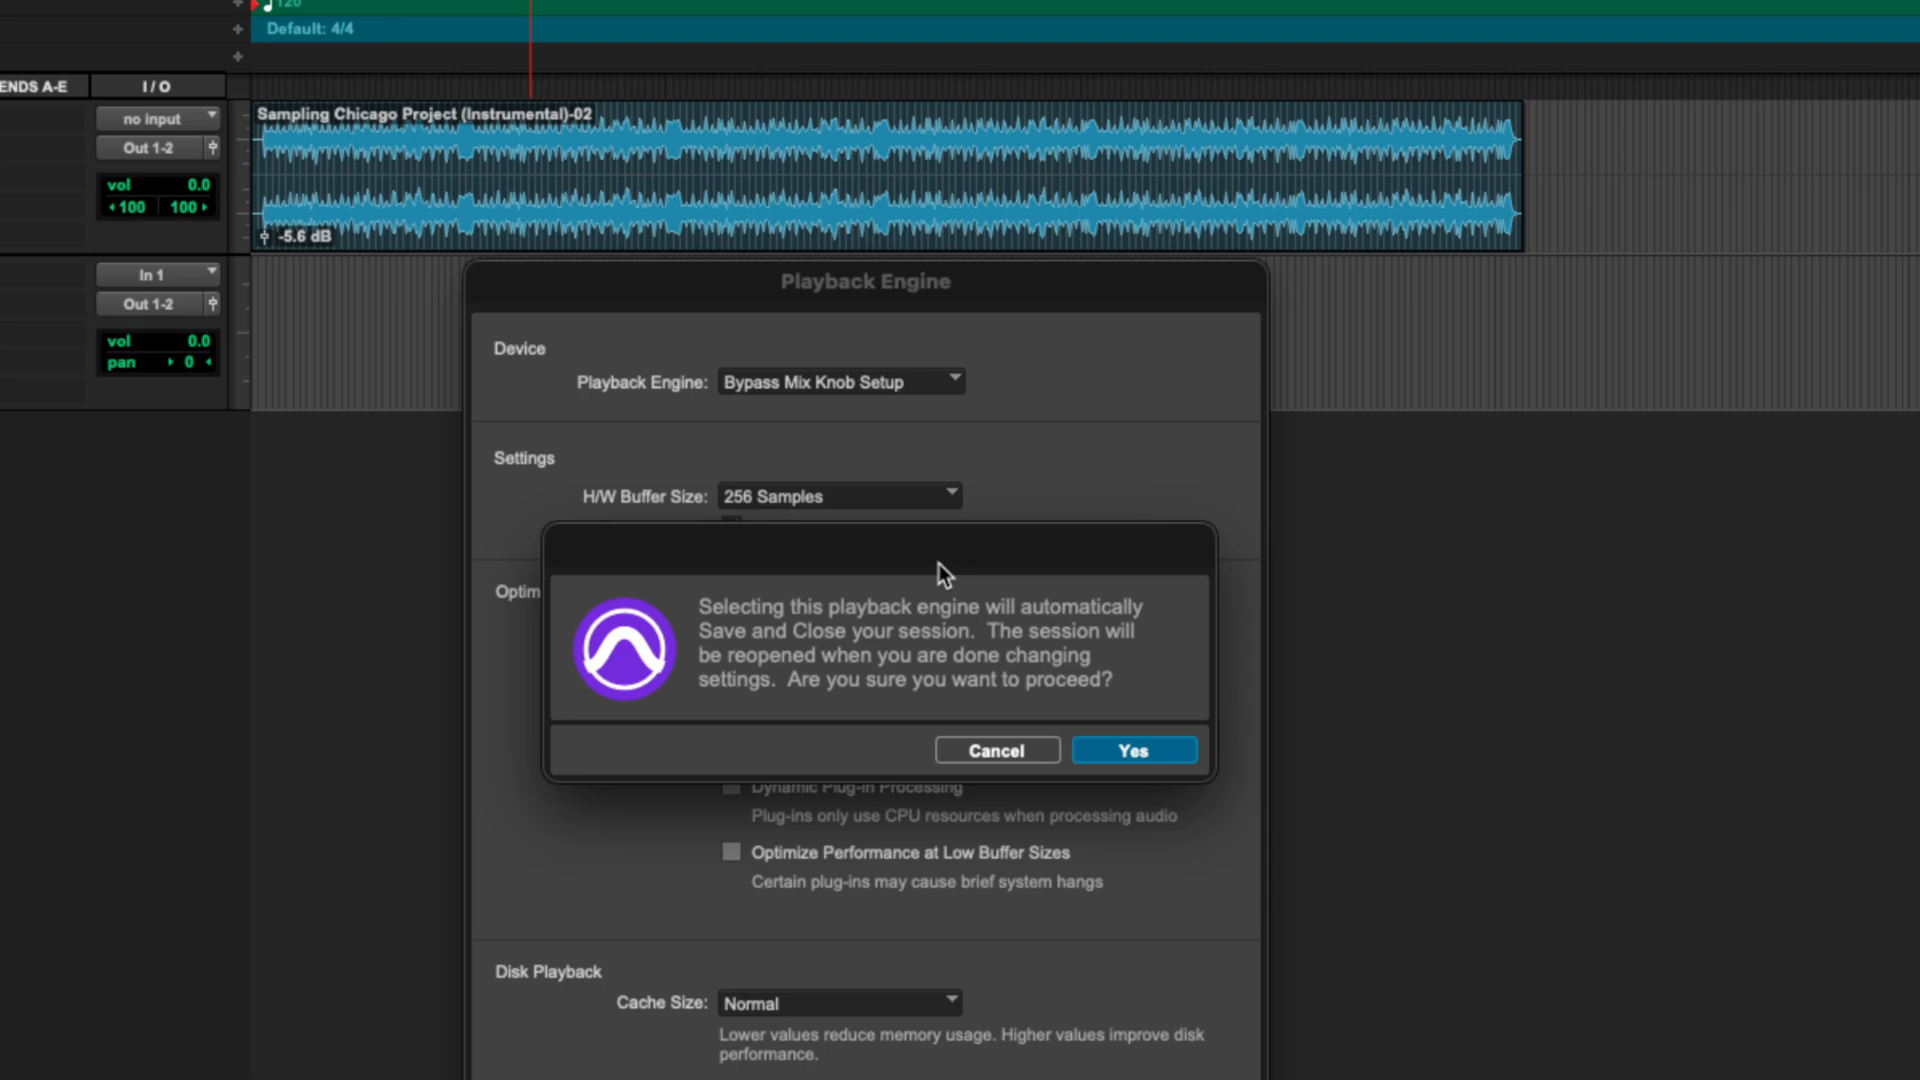 120
Default: 4/4
ENDS A-E
I / O
no input
Out 1-2
vol 0.0
100 100
Sampling Chicago Project (Instrumental)-02
-5.6 dB
In 1
Out 1-2
vol 0.0
pan 0
Playback Engine
Device
Playback Engine: Bypass Mix Knob Setup
Settings
H/W Buffer Size: 256 Samples
Optim
Selecting this playback engine will automatically
Save and Close your session. The session will
be reopened when you are done changing
settings. Are you sure you want to proceed?
Cancel
Yes
Dynamic Plug-in Processing
Plug-ins only use CPU resources when processing audio
Optimize Performance at Low Buffer Sizes
Certain plug-ins may cause brief system hangs
Disk Playback
Cache Size: Normal
Lower values reduce memory usage. Higher values improve disk
performance.